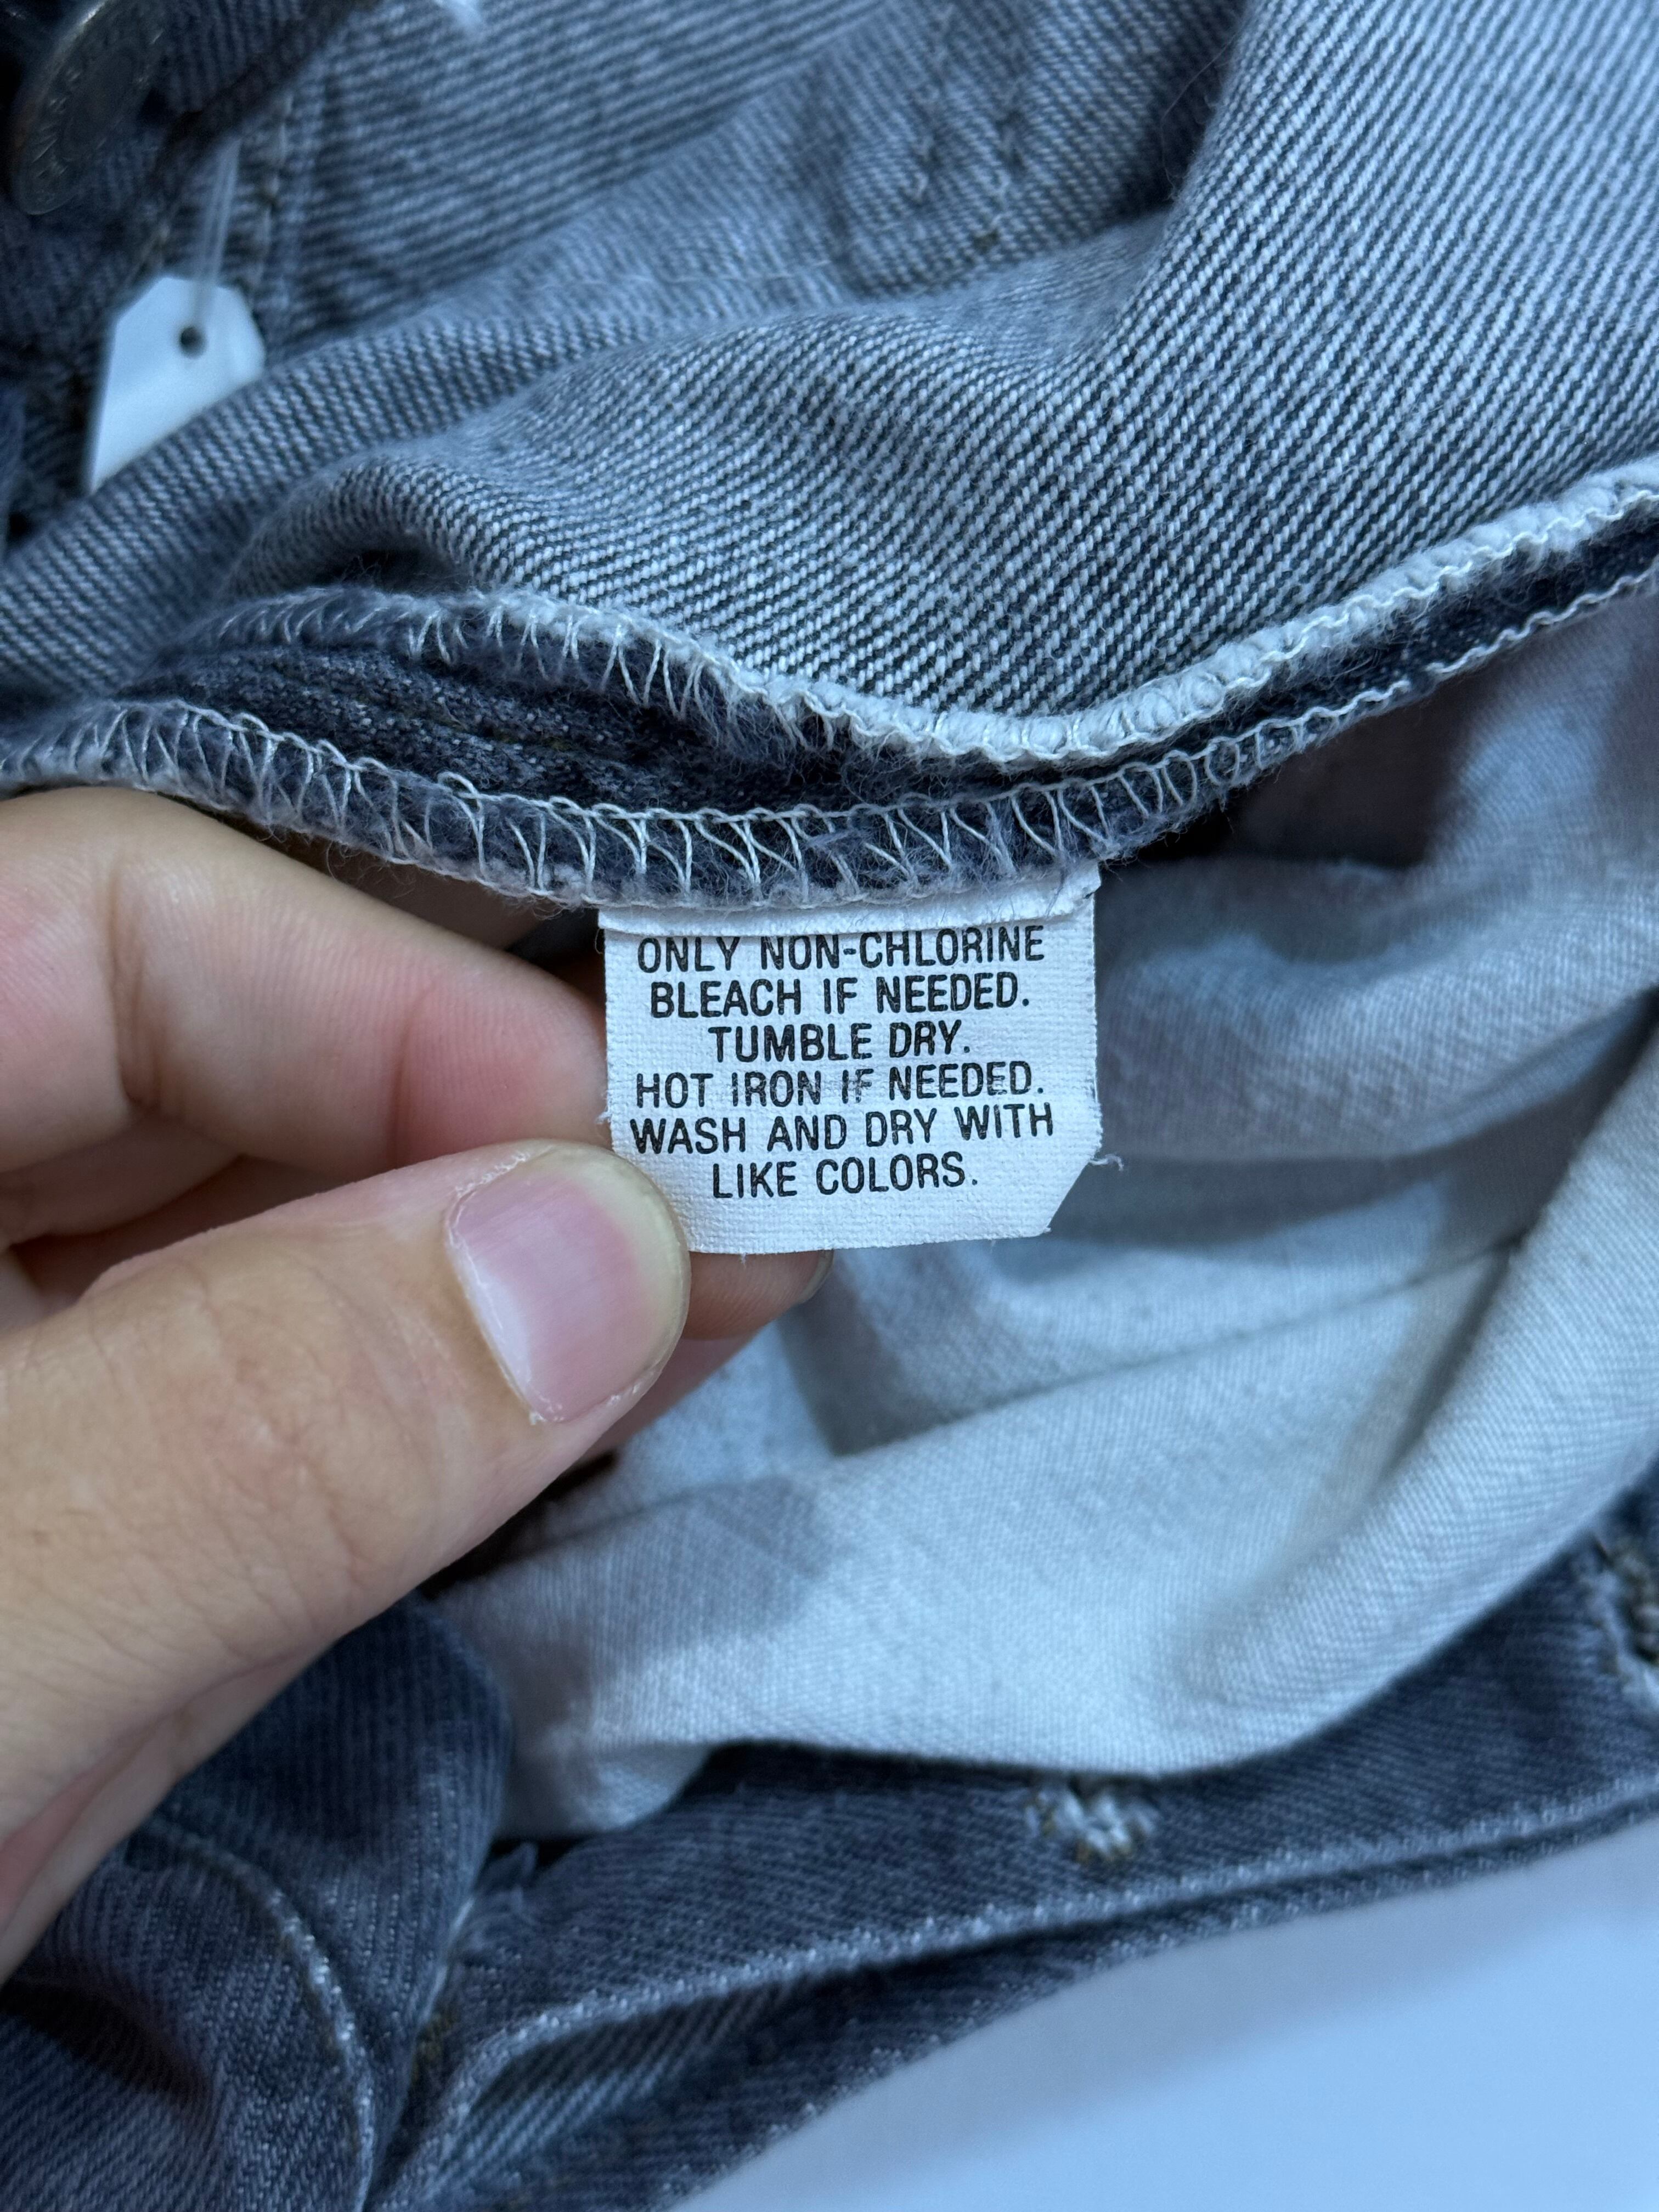 ONLY NON-CHLORINE
BLEACH IF NEEDED.
TUMBLE DRY.
HOT IRON IF NEEDED.
WASH AND DRY WITH
LIKE COLORS.